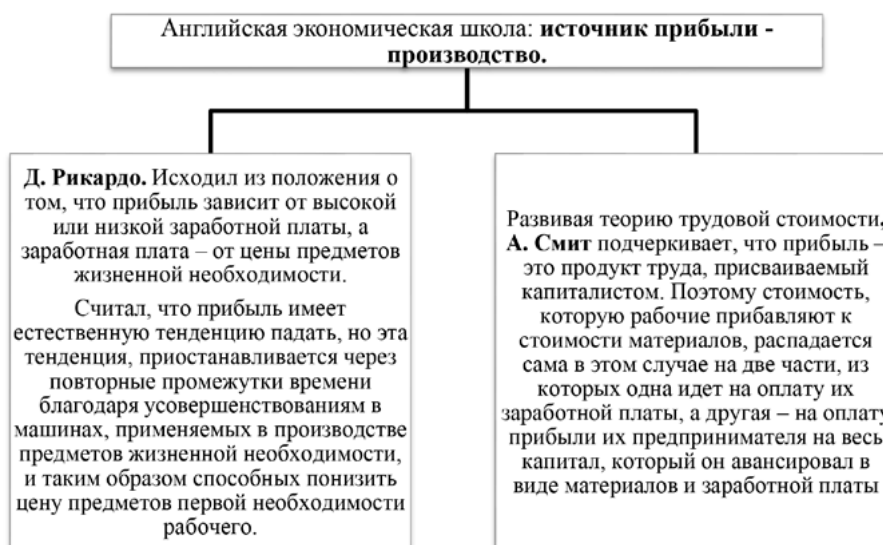 Английская экономическая школа: источник прибыли -
производство.
Д. Рикардо. Исходил из положения о
том, что прибыль зависит от высокой
или низкой заработной платы, а
заработная плата – от цены предметов
жизненной необходимости.
Считал, что прибыль имеет
естественную тенденцию падать, но эта
тенденция, приостанавливается через
повторные промежутки времени
благодаря усовершенствованиям в
машинах, применяемых в производстве
предметов жизненной необходимости,
и таким образом способных понизить
цену предметов первой необходимости
рабочего.
Развивая теорию трудовой стоимости,
А. Смит подчеркивает, что прибыль –
это продукт труда, присваиваемый
капиталистом. Поэтому стоимость,
которую рабочие прибавляют к
стоимости материалов, распадается
сама в этом случае на две части, из
которых одна идет на оплату их
заработной платы, а другая – на оплату
прибыли их предпринимателя на весь
капитал, который он авансировал в
виде материалов и заработной платы